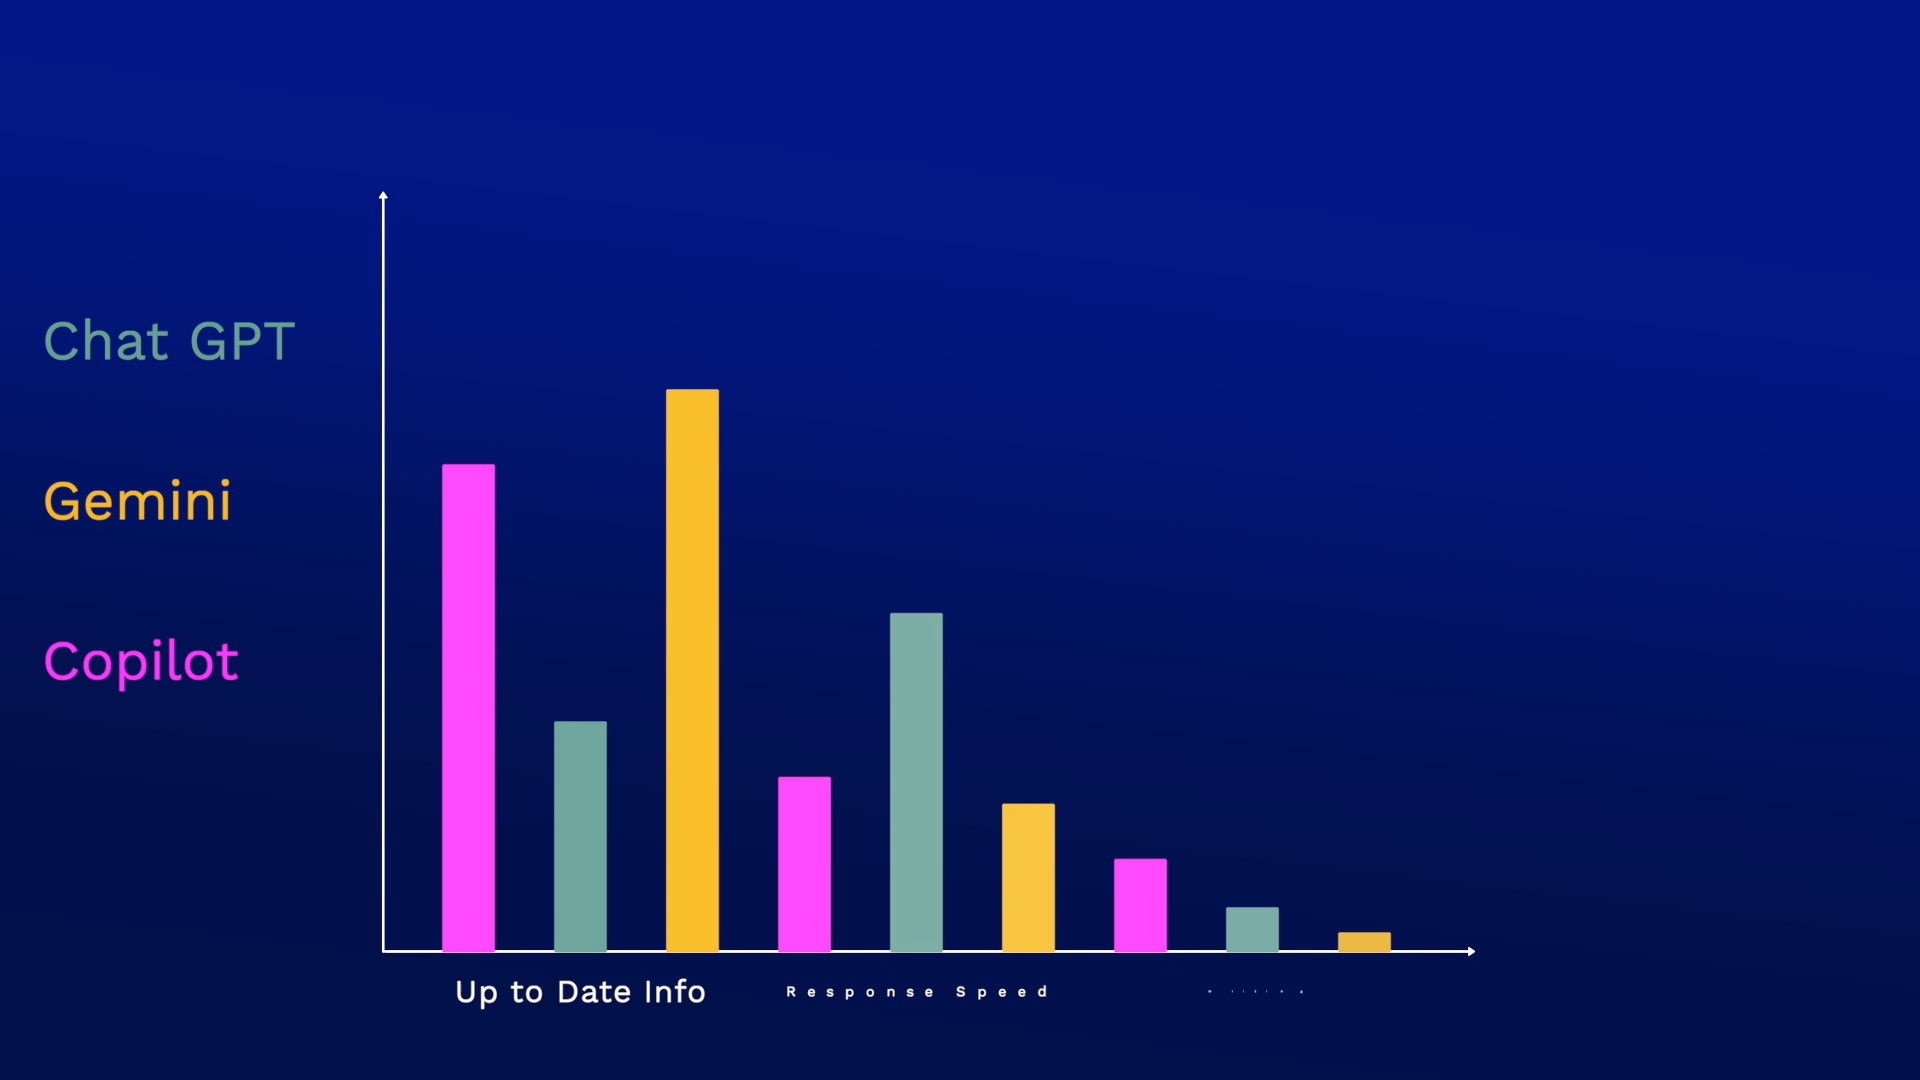 Chat GPT
Gemini
Copilot
Up to Date Info
Response Speed